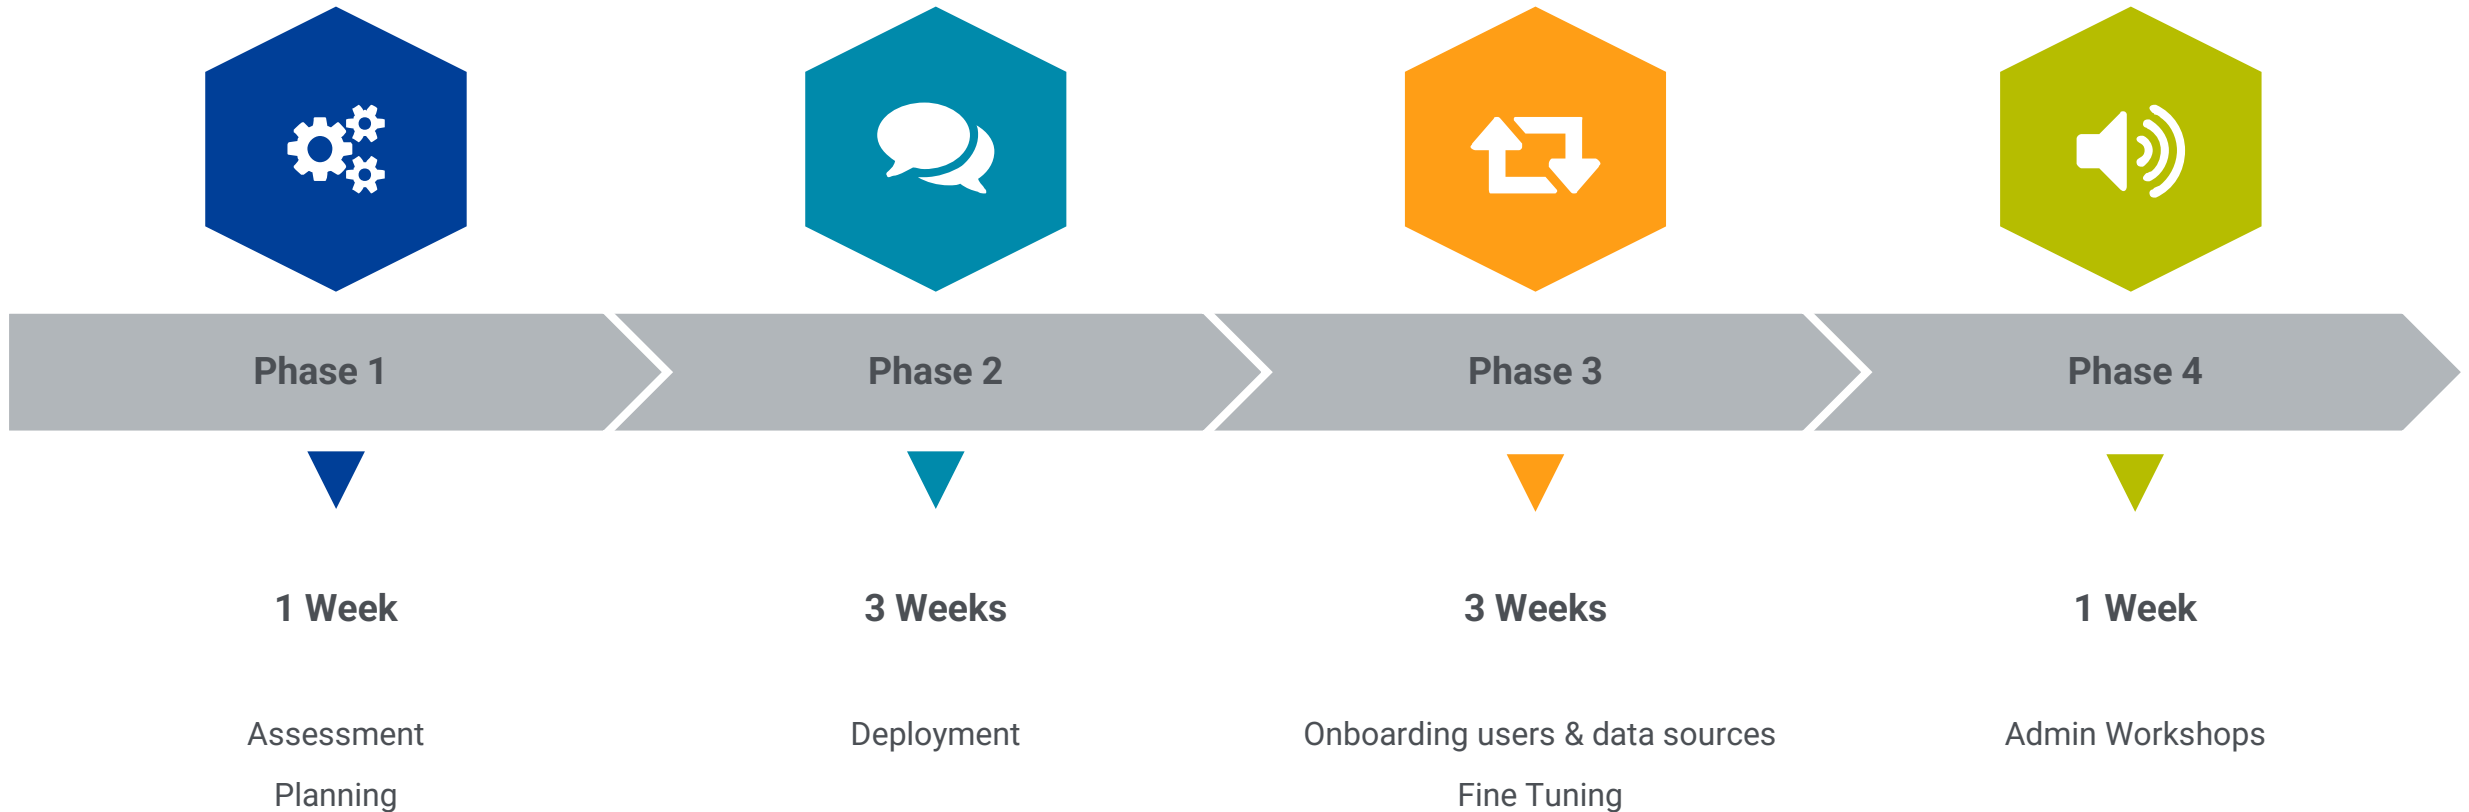 Phase 1
Phase 2
Phase 3
Phase 4
1 Week
3 Weeks
3 Weeks
1 Week
Assessment
Deployment
Onboarding users & data sources
Admin Workshops
Planning
Fine Tuning